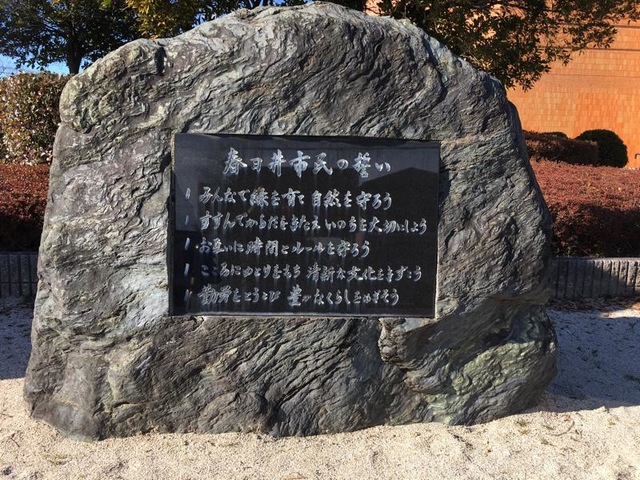 春日井市民の誓い
1 みんなで緑を育て自然を守ろう
1 すすんでからだをきたえ いのちを大切にしよう
1 お互いに時間とルールを守ろう
1 こころにゆとりをもち 清新な文化をきずこう
1 勤労をとうとび 豊かなくらしをめざそう